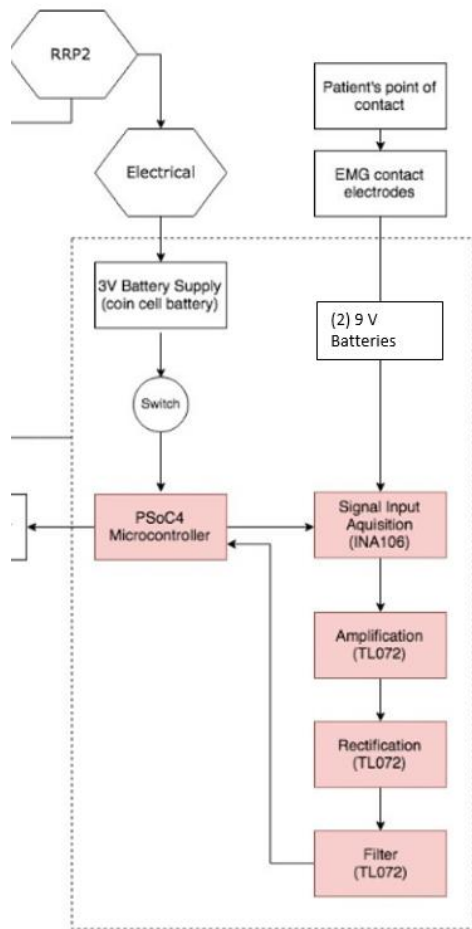 RRP2
Patient's point of
contact
Electrical
EMG contact
electrodes
3V Battery Supply
(coin cell battery)
(2) 9 V
Batteries
Switch
PSoC4
Microcontroller
Signal Input
Aquisition
(INA106)
Amplification
(TL072)
Rectification
(TL072)
Filter
(TL072)